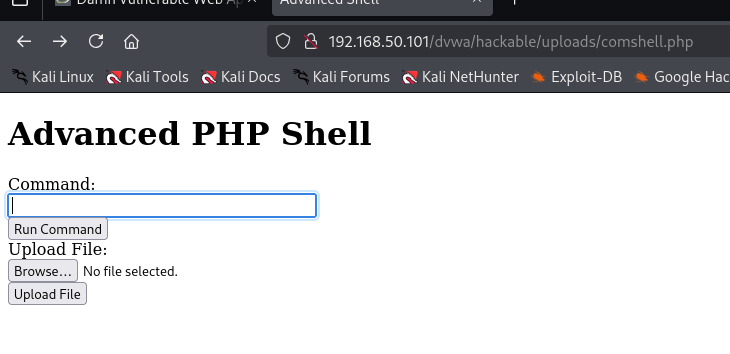 Damn Vulnerable Web Ap
Advanced Shell
192.168.50.101/dvwa/hackable/uploads/comshell.php
Kali Linux Kali Tools Kali Docs Kali Forums Kali NetHunter Exploit-DB Google Hac
Advanced PHP Shell
Command:
Run Command
Upload File:
Browse... No file selected.
Upload File